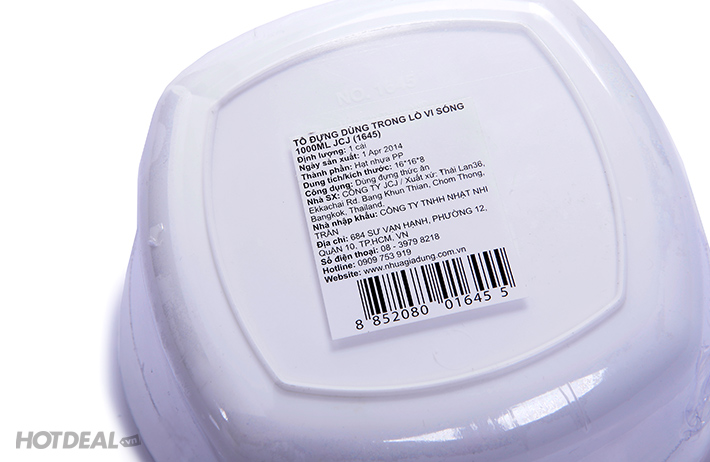 NO.1645
TÔ ĐỰNG DÙNG TRONG LÒ VI SÓNG
1000ML JCJ (1645)
Định lượng: 1 cái
Ngày sản xuất: 1 Apr 2014
Thành phần: Hạt nhựa PP
Dung tích/kích thước: 16*16*8
Công dụng: Dùng đựng thức ăn
Nhà SX: CÔNG TY JCJ / Xuất xứ: Thái Lan36,
Ekkachai Rd. Bang Khun Thian, Chom Thong,
Bangkok, Thailand.
Nhà nhập khẩu: CÔNG TY TNHH NHẬT NHI
TRẦN
Địa chỉ: 684 SƯ VẠN HẠNH, PHƯỜNG 12,
QuẬN 10, TP.HCM, VN
Số điện thoại: 08 - 3979 8218
Hotline: 0909 753 919
Website: www.nhuagiadung.com.vn
8 852080 01645 5
HOTDEAL.vn